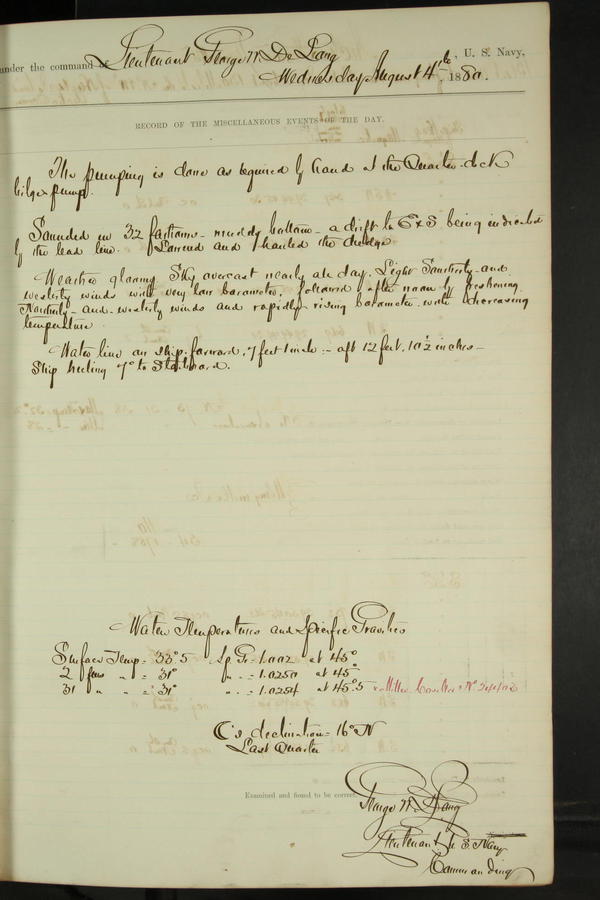 under the command of Lieutenant George W. De Long, U. S. Navy,
Wednesday August 4th, 1880.
RECORD OF THE MISCELLANEOUS EVENTS OF THE DAY.
The pumping is done as required by hand at the Quarter-deck
bilge pump.
Sounded in 32 fathoms - muddy bottom - a drift to E & S being indicated
by the lead line. and hauled the dredge
Weather gloomy. Sky overcast nearly all day. Light Southerly and
westerly winds with very low barometer, followed after noon by freshening
Northerly and westerly winds and rapidly rising barometer with decreasing
temperature.
Water line on ship forward, 7 feet 1 inch :- aft 12 feet, 10 1/2 inches -
Ship heeling 7° to Starboard.
Water Temperatures and Specific Gravities
Surface Temp = 33°.5 Sp Gr = 1.002 at 45°
2 fms " = 31° " " = 1.0250 at 45°
31 " " = 31° " " = 1.0254 at 45°.5
C's declination = 16° N
Last Quarter
Examined and found to be correct.
George W. De Long
Lieutenant U. S. Navy
Commanding